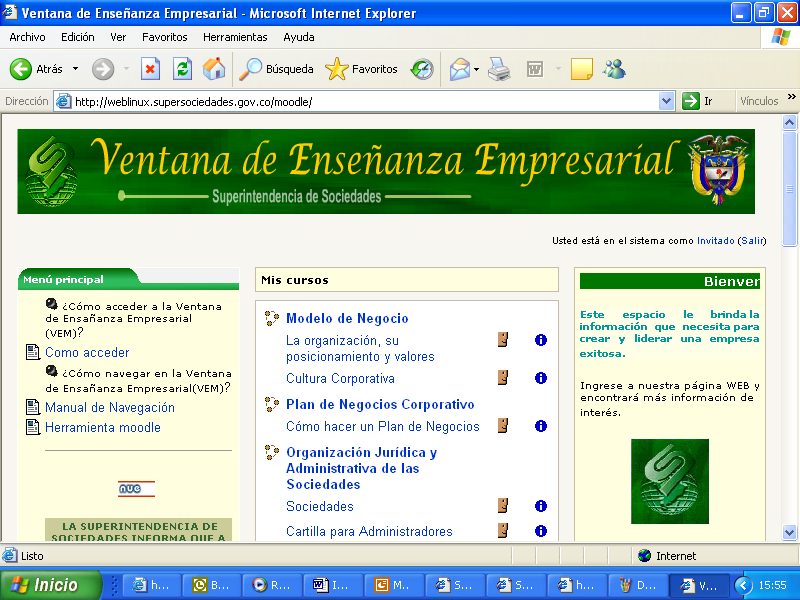 Ventana de Enseñanza Empresarial - Microsoft Internet Explorer
Archivo Edición Ver Favoritos Herramientas Ayuda
Atrás Búsqueda Favoritos
Dirección http://weblinux.supersociedades.gov.co/moodle/ Ir Vínculos »
Ventana de Enseñanza Empresarial
Superintendencia de Sociedades
Usted está en el sistema como Invitado (Salir)
Menú principal
¿Cómo acceder a la Ventana
de Ensañanza Empresarial
(VEM)?
Como acceder
¿Cómo navegar en la Ventana
de Ensañanza Empresarial(VEM)?
Manual de Navegación
Herramienta moodle
nue
LA SUPERINTENDENCIA DE
SOCIEDADES INFORMA QUE A
Mis cursos
Modelo de Negocio
La organización, su
posicionamiento y valores
Cultura Corporativa
Plan de Negocios Corporativo
Cómo hacer un Plan de Negocios
Organización Jurídica y
Administrativa de las
Sociedades
Sociedades
Cartilla para Administradores
Bienver
Este espacio le brinda la
información que necesita para
crear y liderar una empresa
exitosa.
Ingrese a nuestra página WEB y
encontrará más información de
interés.
Listo Internet
Inicio h... B... R... I... M... S... S... h... D... V... 15:55